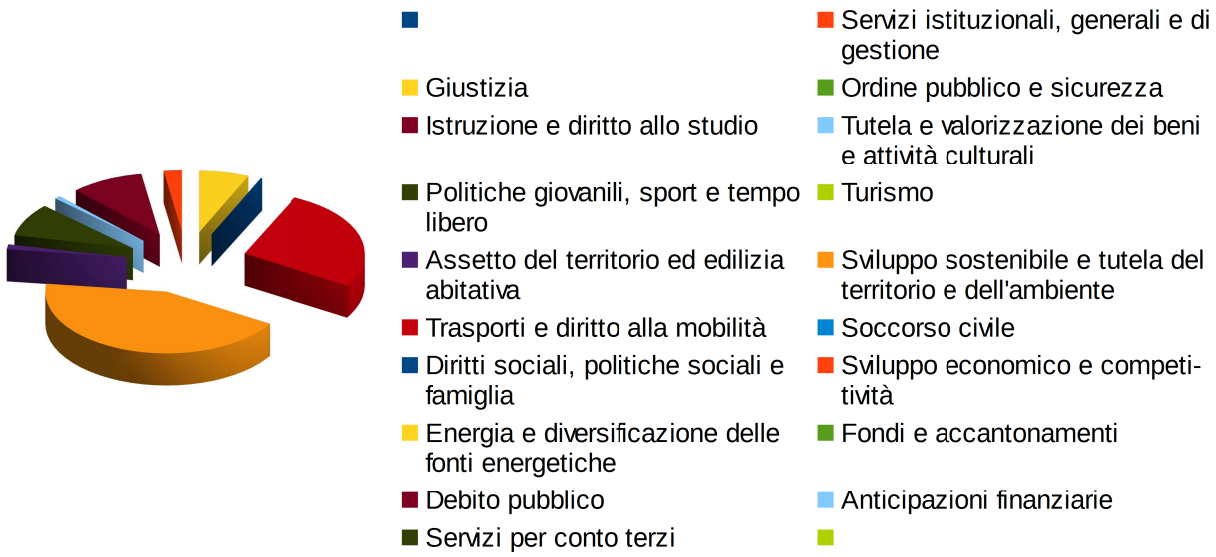 Servizi istituzionali, generali e di
gestione
Giustizia
Ordine pubblico e sicurezza
Istruzione e diritto allo studio
Tutela e valorizzazione dei beni
e attività culturali
Politiche giovanili, sport e tempo
libero
Turismo
Assetto del territorio ed edilizia
abitativa
Sviluppo sostenibile e tutela del
territorio e dell'ambiente
Trasporti e diritto alla mobilità
Soccorso civile
Diritti sociali, politiche sociali e
famiglia
Sviluppo economico e competi-
tività
Energia e diversificazione delle
fonti energetiche
Fondi e accantonamenti
Debito pubblico
Anticipazioni finanziarie
Servizi per conto terzi